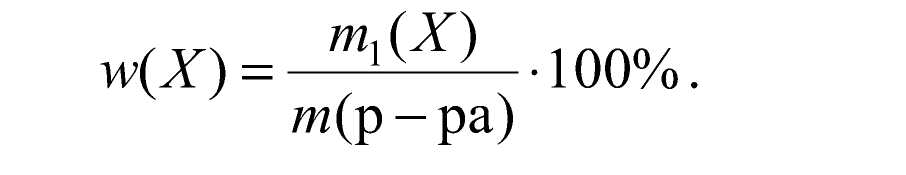 w(X) = m₁(X) / m(р – ра) · 100% .